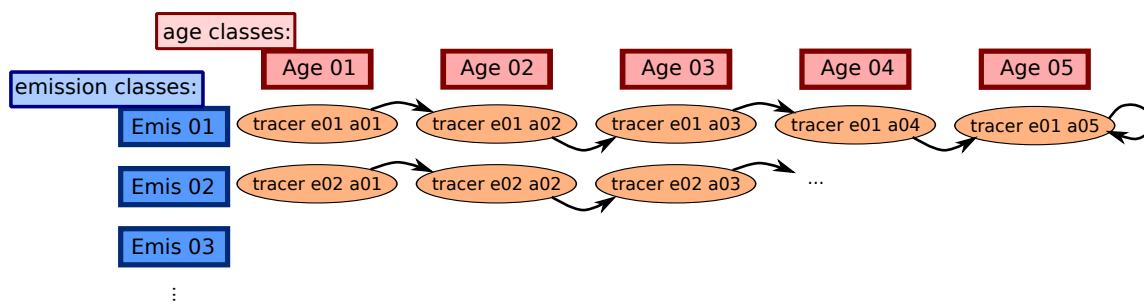 age classes:
Age 01 Age 02 Age 03 Age 04 Age 05
emission classes:
Emis 01 tracer e01 a01 tracer e01 a02 tracer e01 a03 tracer e01 a04 tracer e01 a05
Emis 02 tracer e02 a01 tracer e02 a02 tracer e02 a03 ...
Emis 03
...